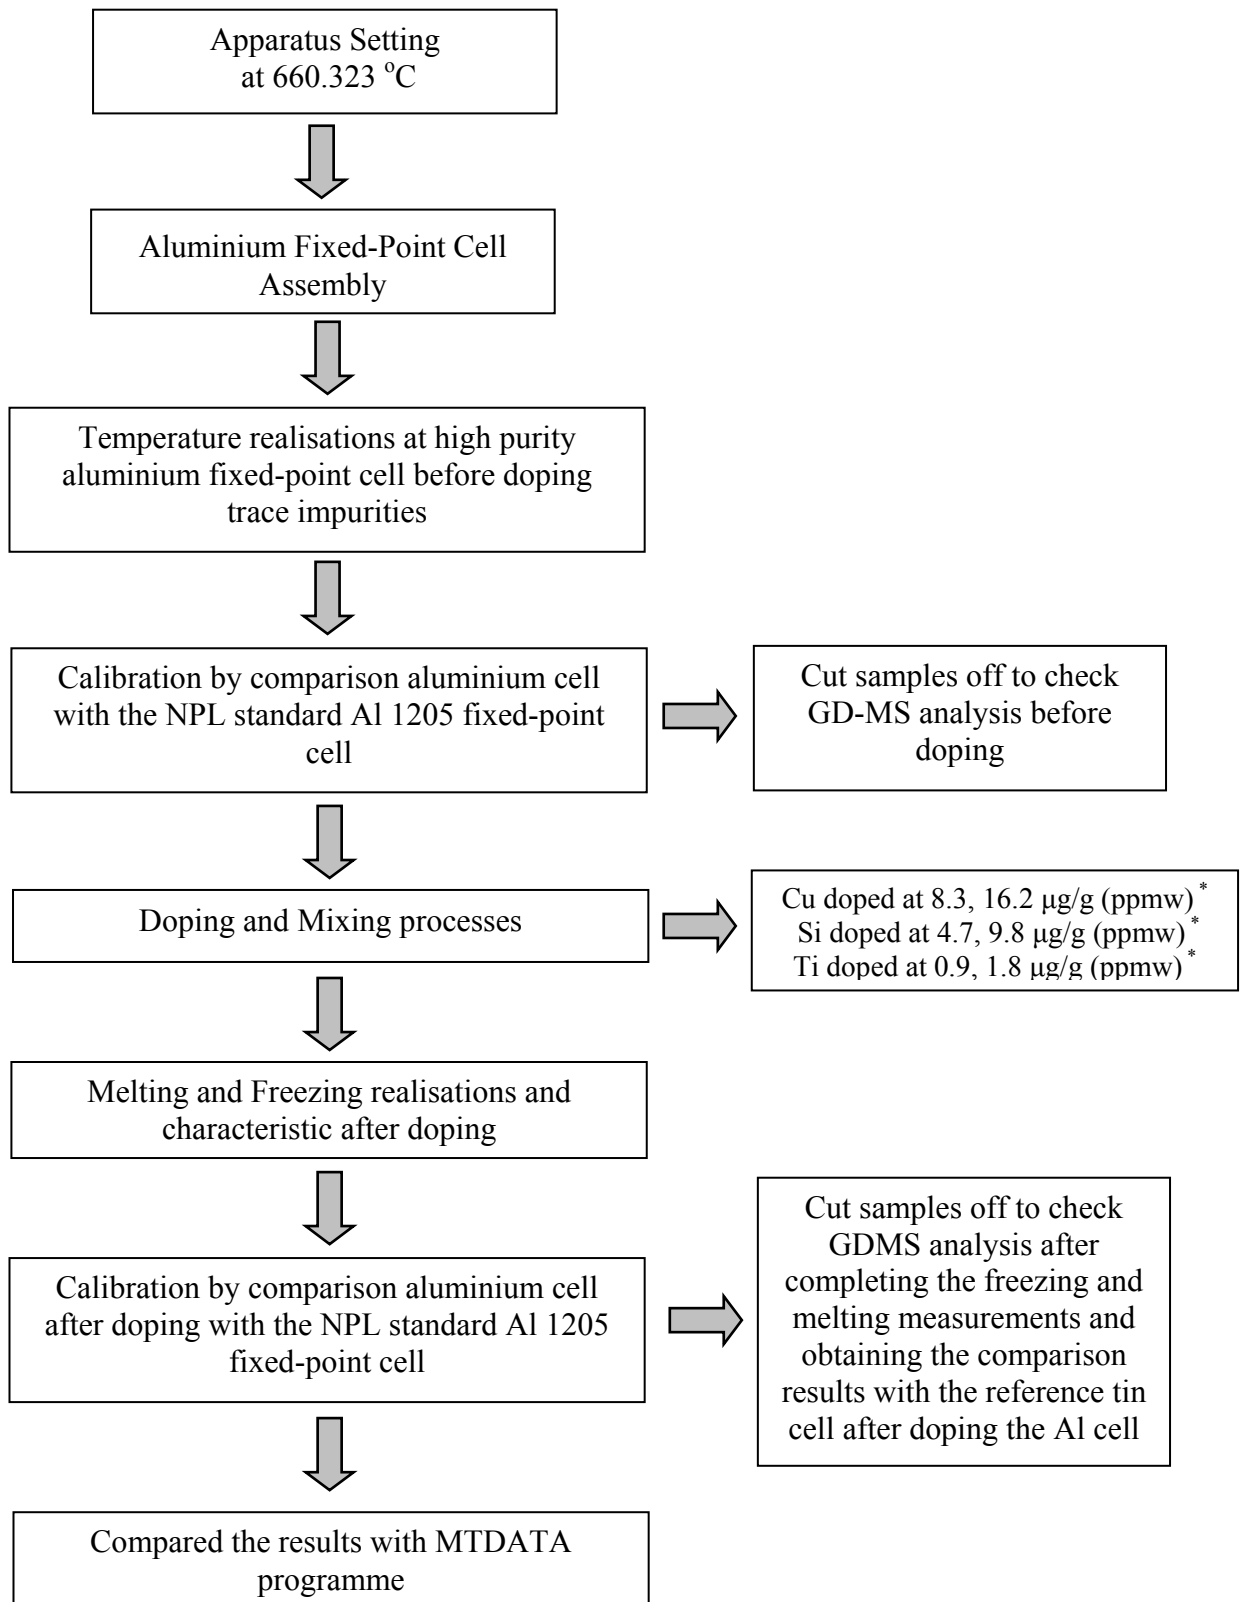 Apparatus Setting
at 660.323 °C
Aluminium Fixed-Point Cell
Assembly
Temperature realisations at high purity
aluminium fixed-point cell before doping
trace impurities
Calibration by comparison aluminium cell
with the NPL standard Al 1205 fixed-point
cell
Cut samples off to check
GD-MS analysis before
doping
Doping and Mixing processes
Cu doped at 8.3, 16.2 µg/g (ppmw) *
Si doped at 4.7, 9.8 µg/g (ppmw) *
Ti doped at 0.9, 1.8 µg/g (ppmw) *
Melting and Freezing realisations and
characteristic after doping
Calibration by comparison aluminium cell
after doping with the NPL standard Al 1205
fixed-point cell
Cut samples off to check
GDMS analysis after
completing the freezing and
melting measurements and
obtaining the comparison
results with the reference tin
cell after doping the Al cell
Compared the results with MTDATA
programme